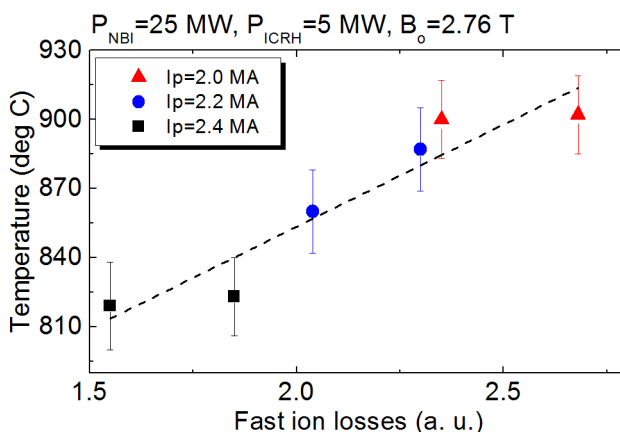 P_NBI=25 MW, P_ICRH=5 MW, B_o=2.76 T
Ip=2.0 MA
Ip=2.2 MA
Ip=2.4 MA
Temperature (deg C)
930
900
870
840
810
1.5 2.0 2.5
Fast ion losses (a. u.)